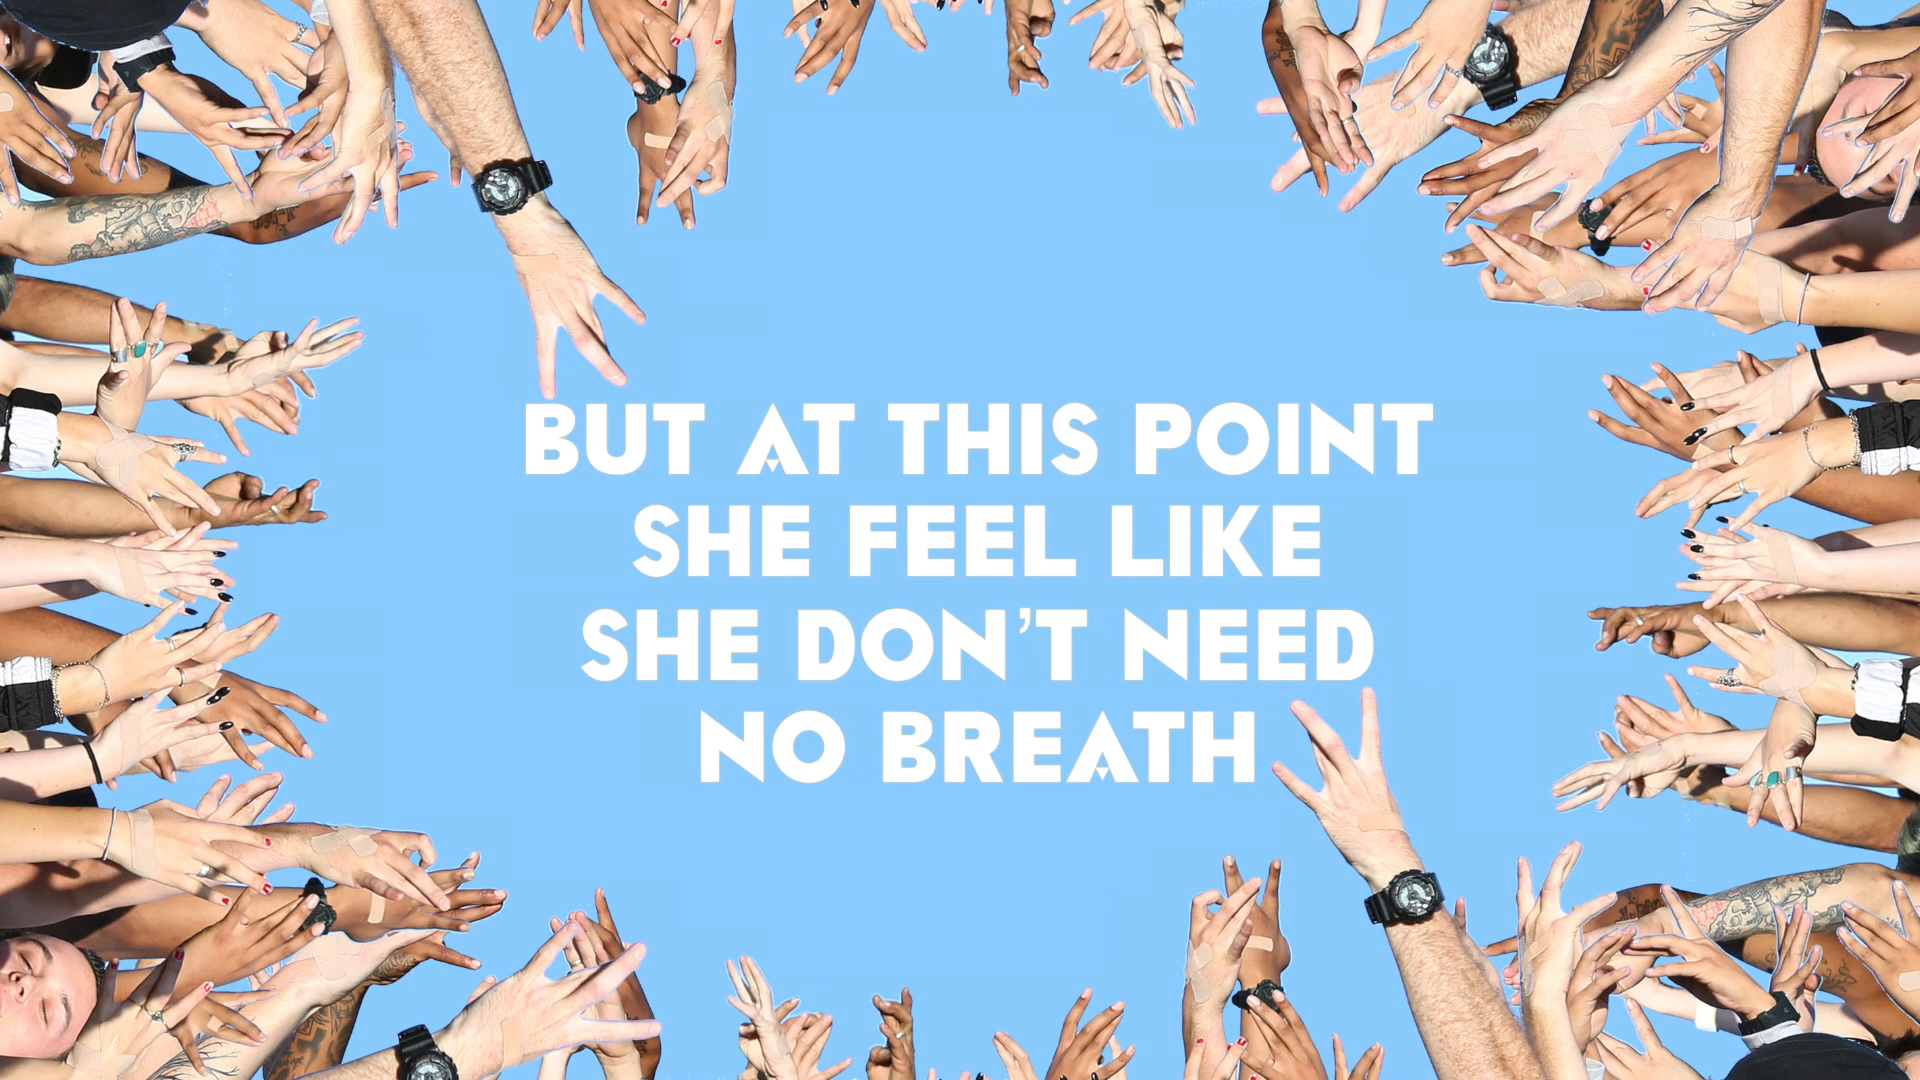 BUT AT THIS POINT
SHE FEEL LIKE
SHE DON'T NEED
NO BREATH